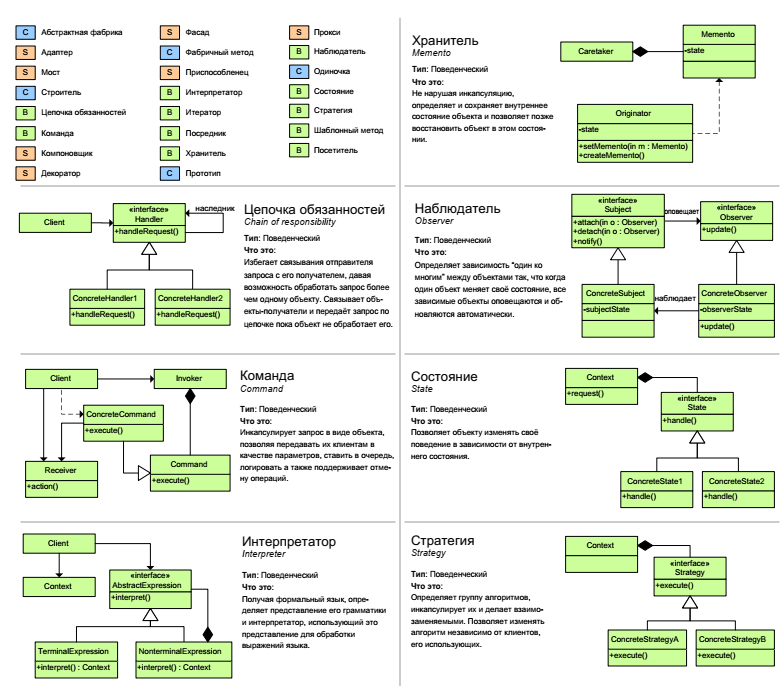 C Абстрактная фабрика
S Адаптер
S Мост
C Строитель
B Цепочка обязанностей
B Команда
S Компоновщик
S Декоратор
S Фасад
C Фабричный метод
S Приспособленец
B Интерпретатор
B Итератор
B Посредник
B Хранитель
C Прототип
S Прокси
B Наблюдатель
C Одиночка
B Состояние
B Стратегия
B Шаблонный метод
B Посетитель
Client
«interface»
Handler
+handleRequest()
наследник
ConcreteHandler1
+handleRequest()
ConcreteHandler2
+handleRequest()
Цепочка обязанностей
Chain of responsibility
Тип: Поведенческий
Что это:
Избегает связывания отправителя
запроса с его получателем, давая
возможность обработать запрос более
чем одному объекту. Связывает объ-
екты-получатели и передаёт запрос по
цепочке пока объект не обработает его.
Client
Invoker
ConcreteCommand
+execute()
Receiver
+action()
Command
+execute()
Команда
Command
Тип: Поведенческий
Что это:
Инкапсулирует запрос в виде объекта,
позволяя передавать их клиентам в
качестве параметров, ставить в очередь,
логировать а также поддерживает отме-
ну операций.
Client
Context
«interface»
AbstractExpression
+interpret()
TerminalExpression
+interpret() : Context
NonterminalExpression
+interpret() : Context
Интерпретатор
Interpreter
Тип: Поведенческий
Что это:
Получая формальный язык, опре-
деляет представление его грамматики
и интерпретатор, использующий это
представление для обработки
выражений языка.
Хранитель
Memento
Тип: Поведенческий
Что это:
Не нарушая инкапсуляцию,
определяет и сохраняет внутреннее
состояние объекта и позволяет позже
восстановить объект в этом состоя-
нии.
Caretaker
Memento
-state
Originator
-state
+setMemento(in m : Memento)
+createMemento()
Наблюдатель
Observer
Тип: Поведенческий
Что это:
Определяет зависимость “один ко
многим” между объектами так, что когда
один объект меняет своё состояние, все
зависимые объекты оповещаются и об-
новляются автоматически.
«interface»
Subject
+attach(in o : Observer)
+detach(in o : Observer)
+notify()
оповещает
«interface»
Observer
+update()
ConcreteSubject
-subjectState
наблюдает
ConcreteObserver
-observerState
+update()
Состояние
State
Тип: Поведенческий
Что это:
Позволяет объекту изменять своё
поведение в зависимости от внутрен-
него состояния.
Context
+request()
«interface»
State
+handle()
ConcreteState1
+handle()
ConcreteState2
+handle()
Стратегия
Strategy
Тип: Поведенческий
Что это:
Определяет группу алгоритмов,
инкапсулирует их и делает взаимо-
заменяемыми. Позволяет изменять
алгоритм независимо от клиентов,
его использующих.
Context
«interface»
Strategy
+execute()
ConcreteStrategyA
+execute()
ConcreteStrategyB
+execute()